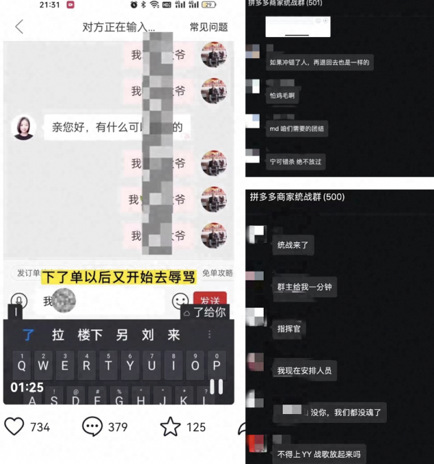 21:31
对方正在输入...
常见问题
我
爷
我
爷
亲您好，有什么可
的
我
爷
我
爷
我
爷
发订单
免单攻略
下了单以后又开始去辱骂
我
发送
了给你
了 拉 楼下 另 刘 来
Q W E R T Y U I O P
A S D F G H J K L
01:25
734
379
125
拼多多商家统战群 (501)
如果冲错了人，再退回去也是一样的
怕妈毛啊
md 咱们需要的团结
宁可错杀 绝不放过
拼多多商家统战群 (500)
统战来了
群主给我一分钟
指挥官
我现在安排人员
没你，我们都没魂了
不得上YY 战歌放起来吗